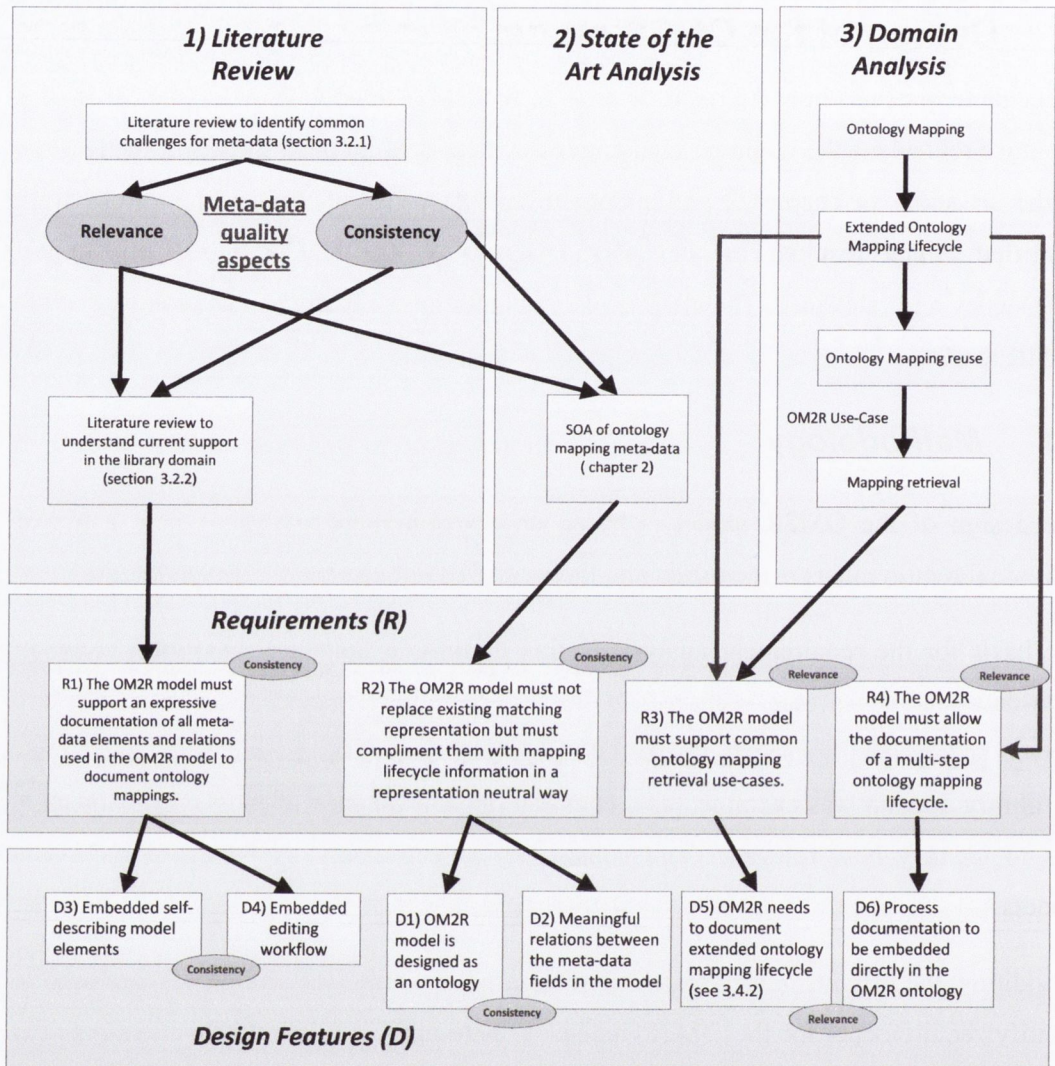 1) Literature
Review
2) State of the
Art Analysis
3) Domain
Analysis
Literature review to identify common
challenges for meta-data (section 3.2.1)
Relevance
Meta-data
quality
aspects
Consistency
Literature review to
understand current support
in the library domain
(section 3.2.2)
SOA of ontology
mapping meta-data
( chapter 2)
Ontology Mapping
Extended Ontology
Mapping Lifecycle
Ontology Mapping reuse
OM2R Use-Case
Mapping retrieval
Requirements (R)
Consistency
R1) The OM2R model must
support an expressive
documentation of all meta-
data elements and relations
used in the OM2R model to
document ontology
mappings.
Consistency
R2) The OM2R model must not
replace existing matching
representation but must
compliment them with mapping
lifecycle information in a
representation neutral way
Relevance
R3) The OM2R model
must support common
ontology mapping
retrieval use-cases.
Relevance
R4) The OM2R
model must allow
the documentation
of a multi-step
ontology mapping
lifecycle.
D3) Embedded self-
describing model
elements
D4) Embedded
editing
workflow
Consistency
D1) OM2R
model is
designed as
an ontology
D2) Meaningful
relations between
the meta-data
fields in the model
Consistency
D5) OM2R needs
to document
extended ontology
mapping lifecycle
(see 3.4.2)
D6) Process
documentation to
be embedded
directly in the
OM2R ontology
Relevance
Design Features (D)